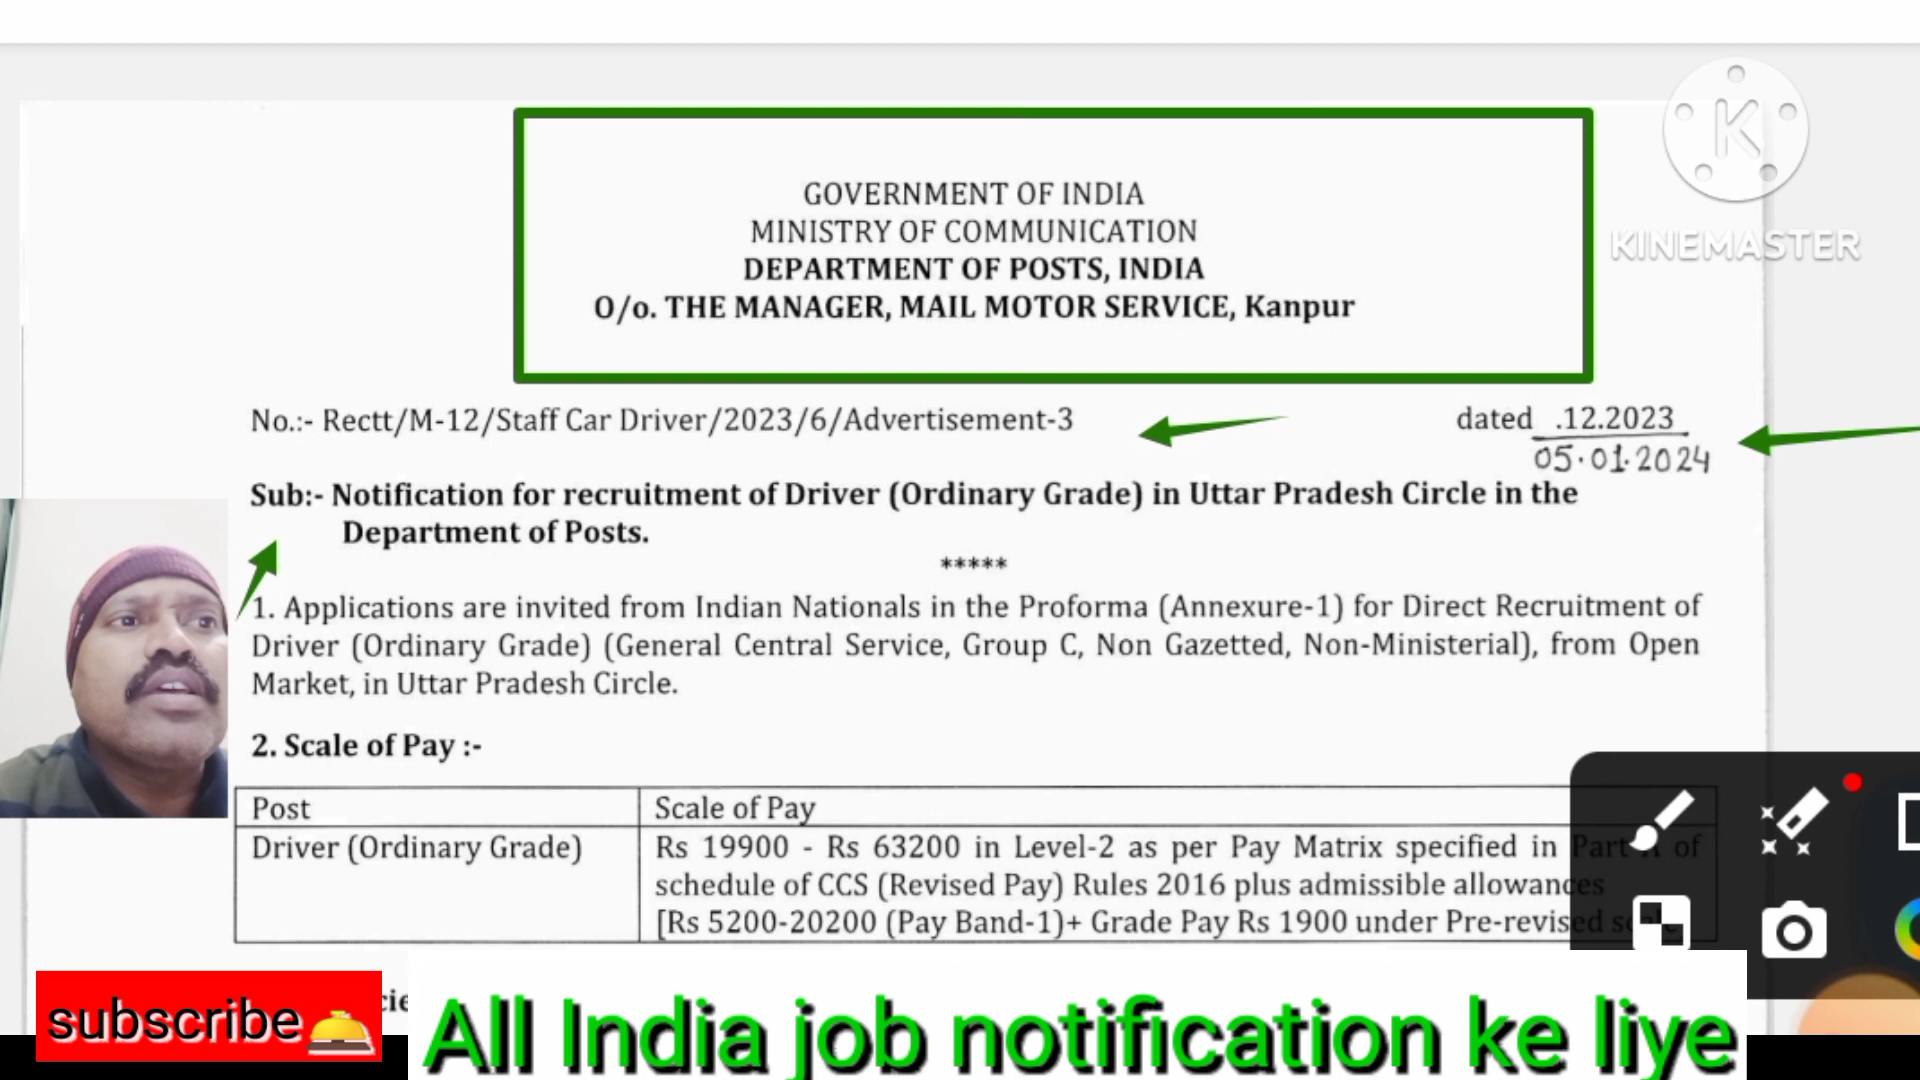 GOVERNMENT OF INDIA
MINISTRY OF COMMUNICATION
DEPARTMENT OF POSTS, INDIA
O/o. THE MANAGER, MAIL MOTOR SERVICE, Kanpur
K
KINEMASTER
No.:- Rectt/M-12/Staff Car Driver/2023/6/Advertisement-3
dated .12.2023
05.01.2024
Sub:- Notification for recruitment of Driver (Ordinary Grade) in Uttar Pradesh Circle in the
Department of Posts.
*****
1. Applications are invited from Indian Nationals in the Proforma (Annexure-1) for Direct Recruitment of
Driver (Ordinary Grade) (General Central Service, Group C, Non Gazetted, Non-Ministerial), from Open
Market, in Uttar Pradesh Circle.
2. Scale of Pay :-
Post Scale of Pay
Driver (Ordinary Grade) Rs 19900 - Rs 63200 in Level-2 as per Pay Matrix specified in Part A of
schedule of CCS (Revised Pay) Rules 2016 plus admissible allowances
[Rs 5200-20200 (Pay Band-1)+ Grade Pay Rs 1900 under Pre-revised
subscribe
All India job notification ke liye